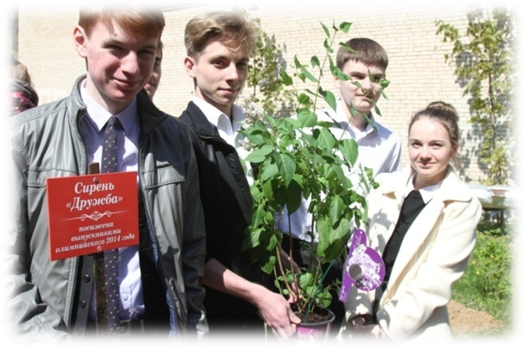 Сирень
«Дружба»
посажена
выпускниками
олимпийского 2014 года